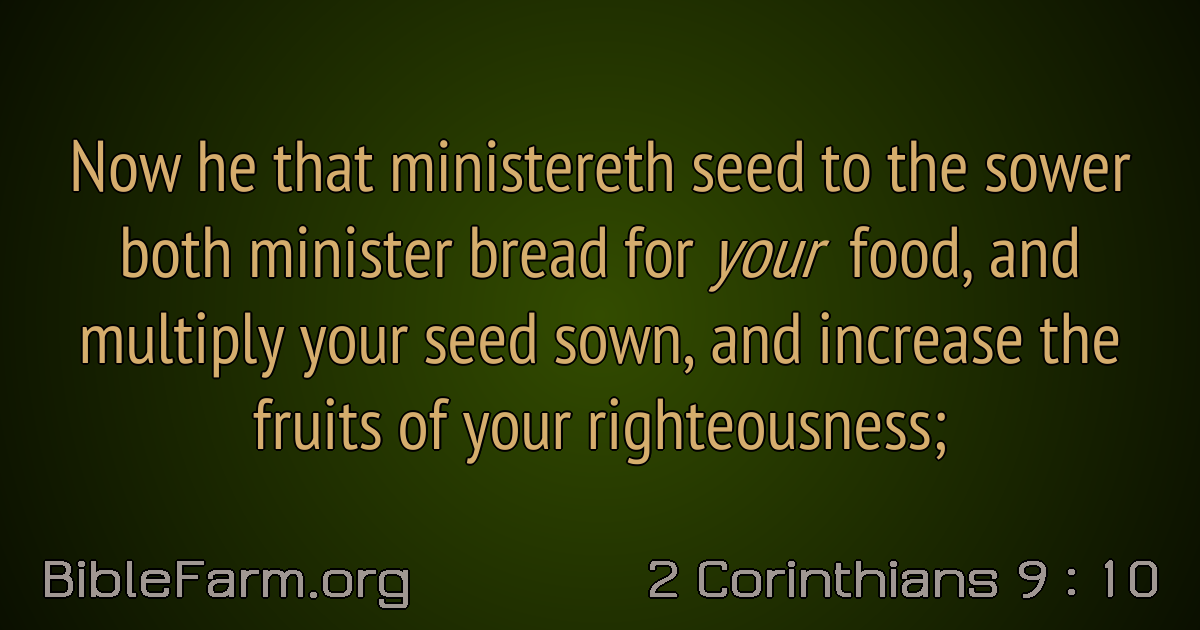 Now he that ministereth seed to the sower
both minister bread for your food, and
multiply your seed sown, and increase the
fruits of your righteousness;
BibleFarm.org
2 Corinthians 9 : 10